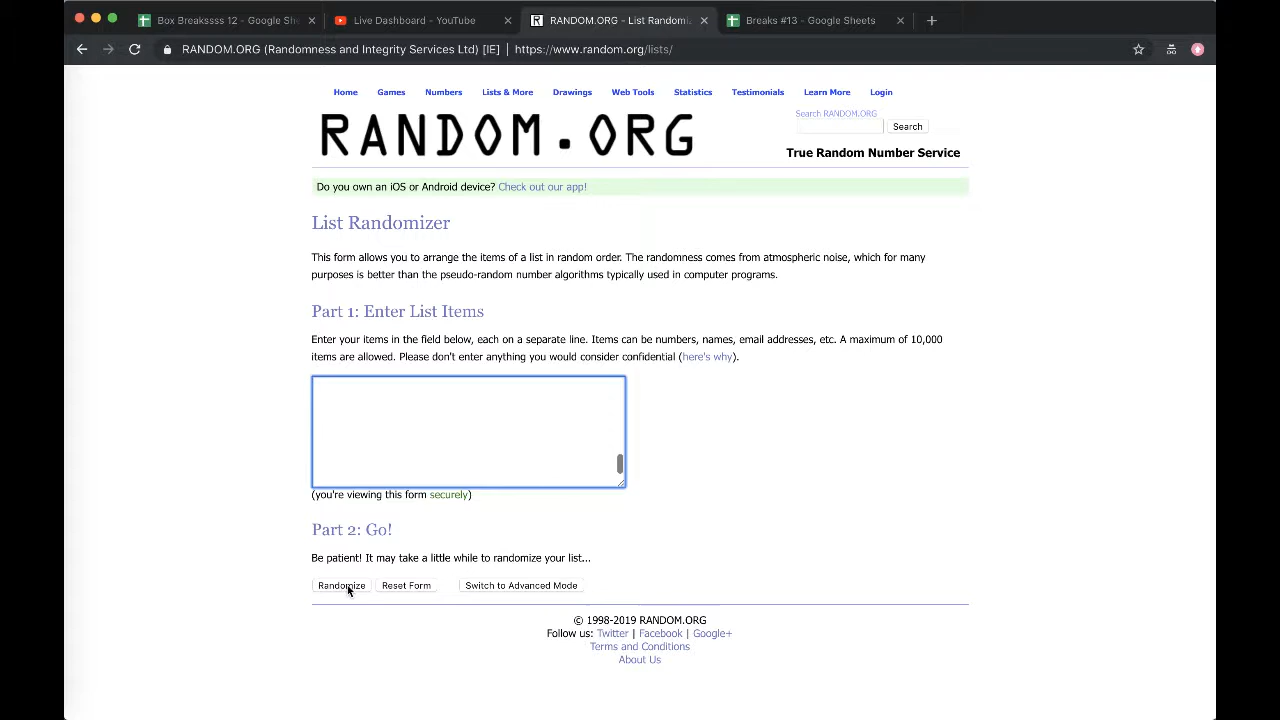 Box Breakssss 12 - Google She
Live Dashboard - YouTube
RANDOM.ORG - List Randomi
Breaks #13 - Google Sheets
RANDOM.ORG (Randomness and Integrity Services Ltd) [IE]
https://www.random.org/lists/
Home Games Numbers Lists & More Drawings Web Tools Statistics Testimonials Learn More Login
RANDOM.ORG
Search RANDOM.ORG
Search
True Random Number Service
Do you own an iOS or Android device? Check out our app!
List Randomizer
This form allows you to arrange the items of a list in random order. The randomness comes from atmospheric noise, which for many
purposes is better than the pseudo-random number algorithms typically used in computer programs.
Part 1: Enter List Items
Enter your items in the field below, each on a separate line. Items can be numbers, names, email addresses, etc. A maximum of 10,000
items are allowed. Please don't enter anything you would consider confidential (here's why).
(you're viewing this form securely)
Part 2: Go!
Be patient! It may take a little while to randomize your list...
Randomize Reset Form Switch to Advanced Mode
© 1998-2019 RANDOM.ORG
Follow us: Twitter | Facebook | Google+
Terms and Conditions
About Us